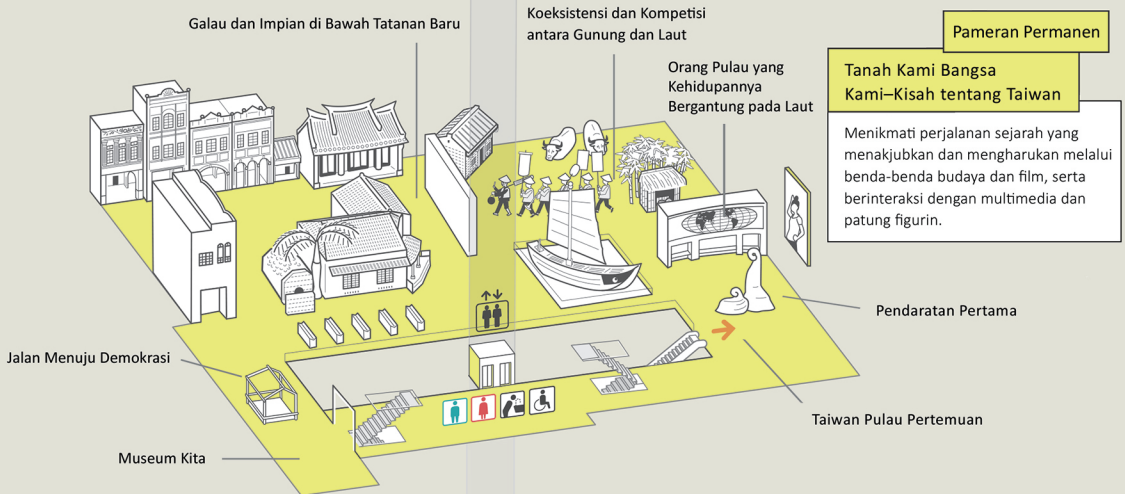 Galau dan Impian di Bawah Tatanan Baru
Koeksistensi dan Kompetisi
antara Gunung dan Laut
Orang Pulau yang
Kehidupannya
Bergantung pada Laut
Pameran Permanen
Tanah Kami Bangsa
Kami–Kisah tentang Taiwan
Menikmati perjalanan sejarah yang
menakjubkan dan mengharukan melalui
benda-benda budaya dan film, serta
berinteraksi dengan multimedia dan
patung figurin.
Pendaratan Pertama
Jalan Menuju Demokrasi
Taiwan Pulau Pertemuan
Museum Kita